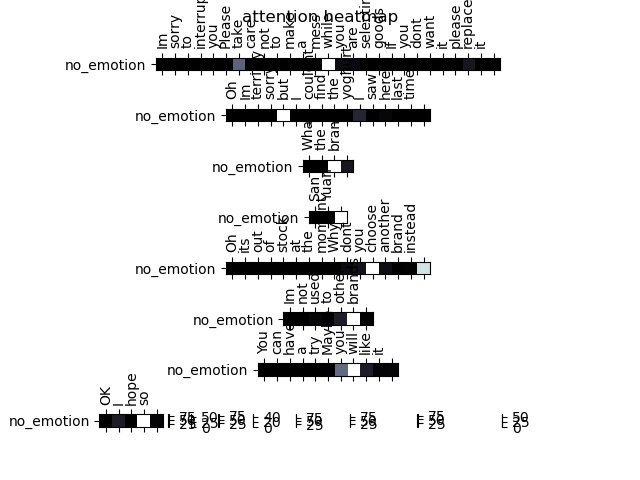 attention heatmap
Im sorry to interrupt you Please take care not to make a mess while you are selecting goods If you dont want it please replace it
no_emotion
Oh Im terribly sorry but I couldnt find the yoghurt I saw here last time
no_emotion
What the brand
no_emotion
San Yuan
no_emotion
Oh its out of stock at the moment Why dont you choose another brand instead
no_emotion
Im not used to other brands
no_emotion
You can have a try Maybe you will like it
no_emotion
OK I hope so
no_emotion